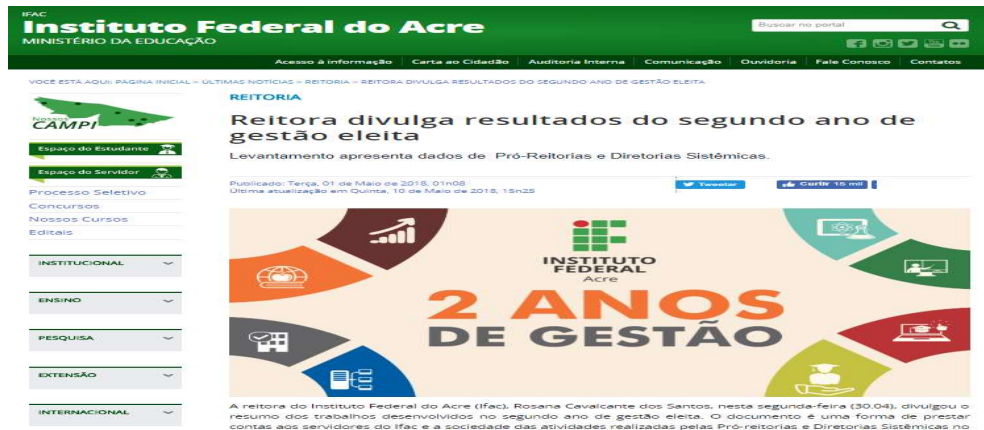 IFAC
Instituto Federal do Acre
MINISTÉRIO DA EDUCAÇÃO
Buscar no portal
Acesso à informação Carta ao Cidadão Auditoria Interna Comunicação Ouvidoria Fale Conosco Contatos
VOCÊ ESTÁ AQUI: PÁGINA INICIAL > ÚLTIMAS NOTÍCIAS > REITORIA > REITORA DIVULGA RESULTADOS DO SEGUNDO ANO DE GESTÃO ELEITA
Nossos
CAMPI
Espaço do Estudante
Espaço do Servidor
Processo Seletivo
Concursos
Nossos Cursos
Editais
INSTITUCIONAL
ENSINO
PESQUISA
EXTENSÃO
INTERNACIONAL
REITORIA
Reitora divulga resultados do segundo ano de
gestão eleita
Levantamento apresenta dados de Pró-Reitorias e Diretorias Sistêmicas.
Publicado: Terça, 01 de Maio de 2018, 01h08
Última atualização em Quinta, 10 de Maio de 2018, 15h25
Tweetar
Curtir 15 mil
INSTITUTO
FEDERAL
Acre
2 ANOS
DE GESTÃO
A reitora do Instituto Federal do Acre (Ifac), Rosana Cavalcante dos Santos, nesta segunda-feira (30.04), divulgou o
resumo dos trabalhos desenvolvidos no segundo ano de gestão eleita. O documento é uma forma de prestar
contas aos servidores do Ifac e a sociedade das atividades realizadas pelas Pró-reitorias e Diretorias Sistêmicas no